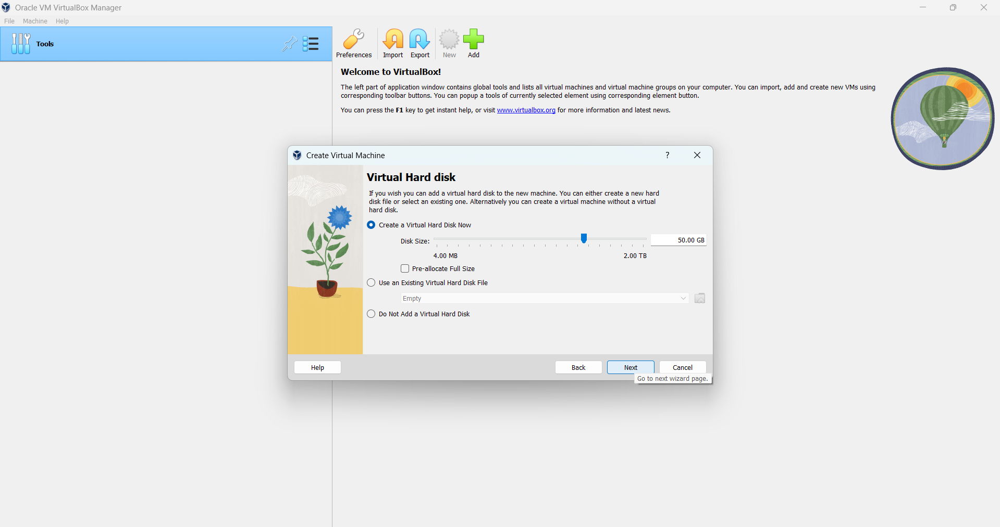 Oracle VM VirtualBox Manager
File Machine Help
Tools
Preferences Import Export New Add
Welcome to VirtualBox!
The left part of application window contains global tools and lists all virtual machines and virtual machine groups on your computer. You can import, add and create new VMs using
corresponding toolbar buttons. You can popup a tools of currently selected element using corresponding element button.
You can press the F1 key to get instant help, or visit www.virtualbox.org for more information and latest news.
Create Virtual Machine
?
Virtual Hard disk
If you wish you can add a virtual hard disk to the new machine. You can either create a new hard
disk file or select an existing one. Alternatively you can create a virtual machine without a virtual
hard disk.
Create a Virtual Hard Disk Now
Disk Size: 50.00 GB
4.00 MB 2.00 TB
Pre-allocate Full Size
Use an Existing Virtual Hard Disk File
Empty
Do Not Add a Virtual Hard Disk
Help Back Next Cancel
Go to next wizard page.